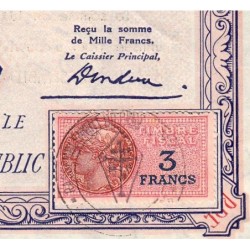 Reçu la somme
de Mille Francs.
Le Caissier Principal,
LE
PUBLIC
TIMBRE
FISCAL
3
FRANCS